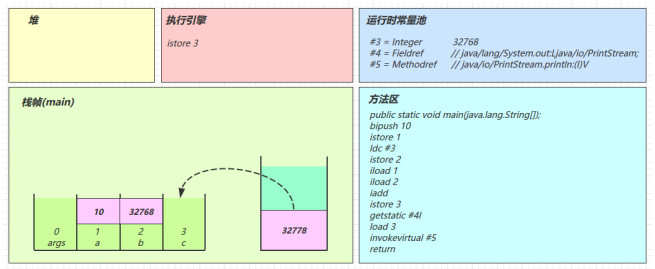 堆
执行引擎
istore 3
运行时常量池
#3 = Integer 32768
#4 = Fieldref // java/lang/System.out:Ljava/io/PrintStream;
#5 = Methodref // java/io/PrintStream.println:(I)V
栈帧(main)
10 32768
0 1 2 3
args a b c
32778
方法区
public static void main(java.lang.String[]);
bipush 10
istore 1
ldc #3
istore 2
iload 1
iload 2
iadd
istore 3
getstatic #4I
load 3
invokevirtual #5
return